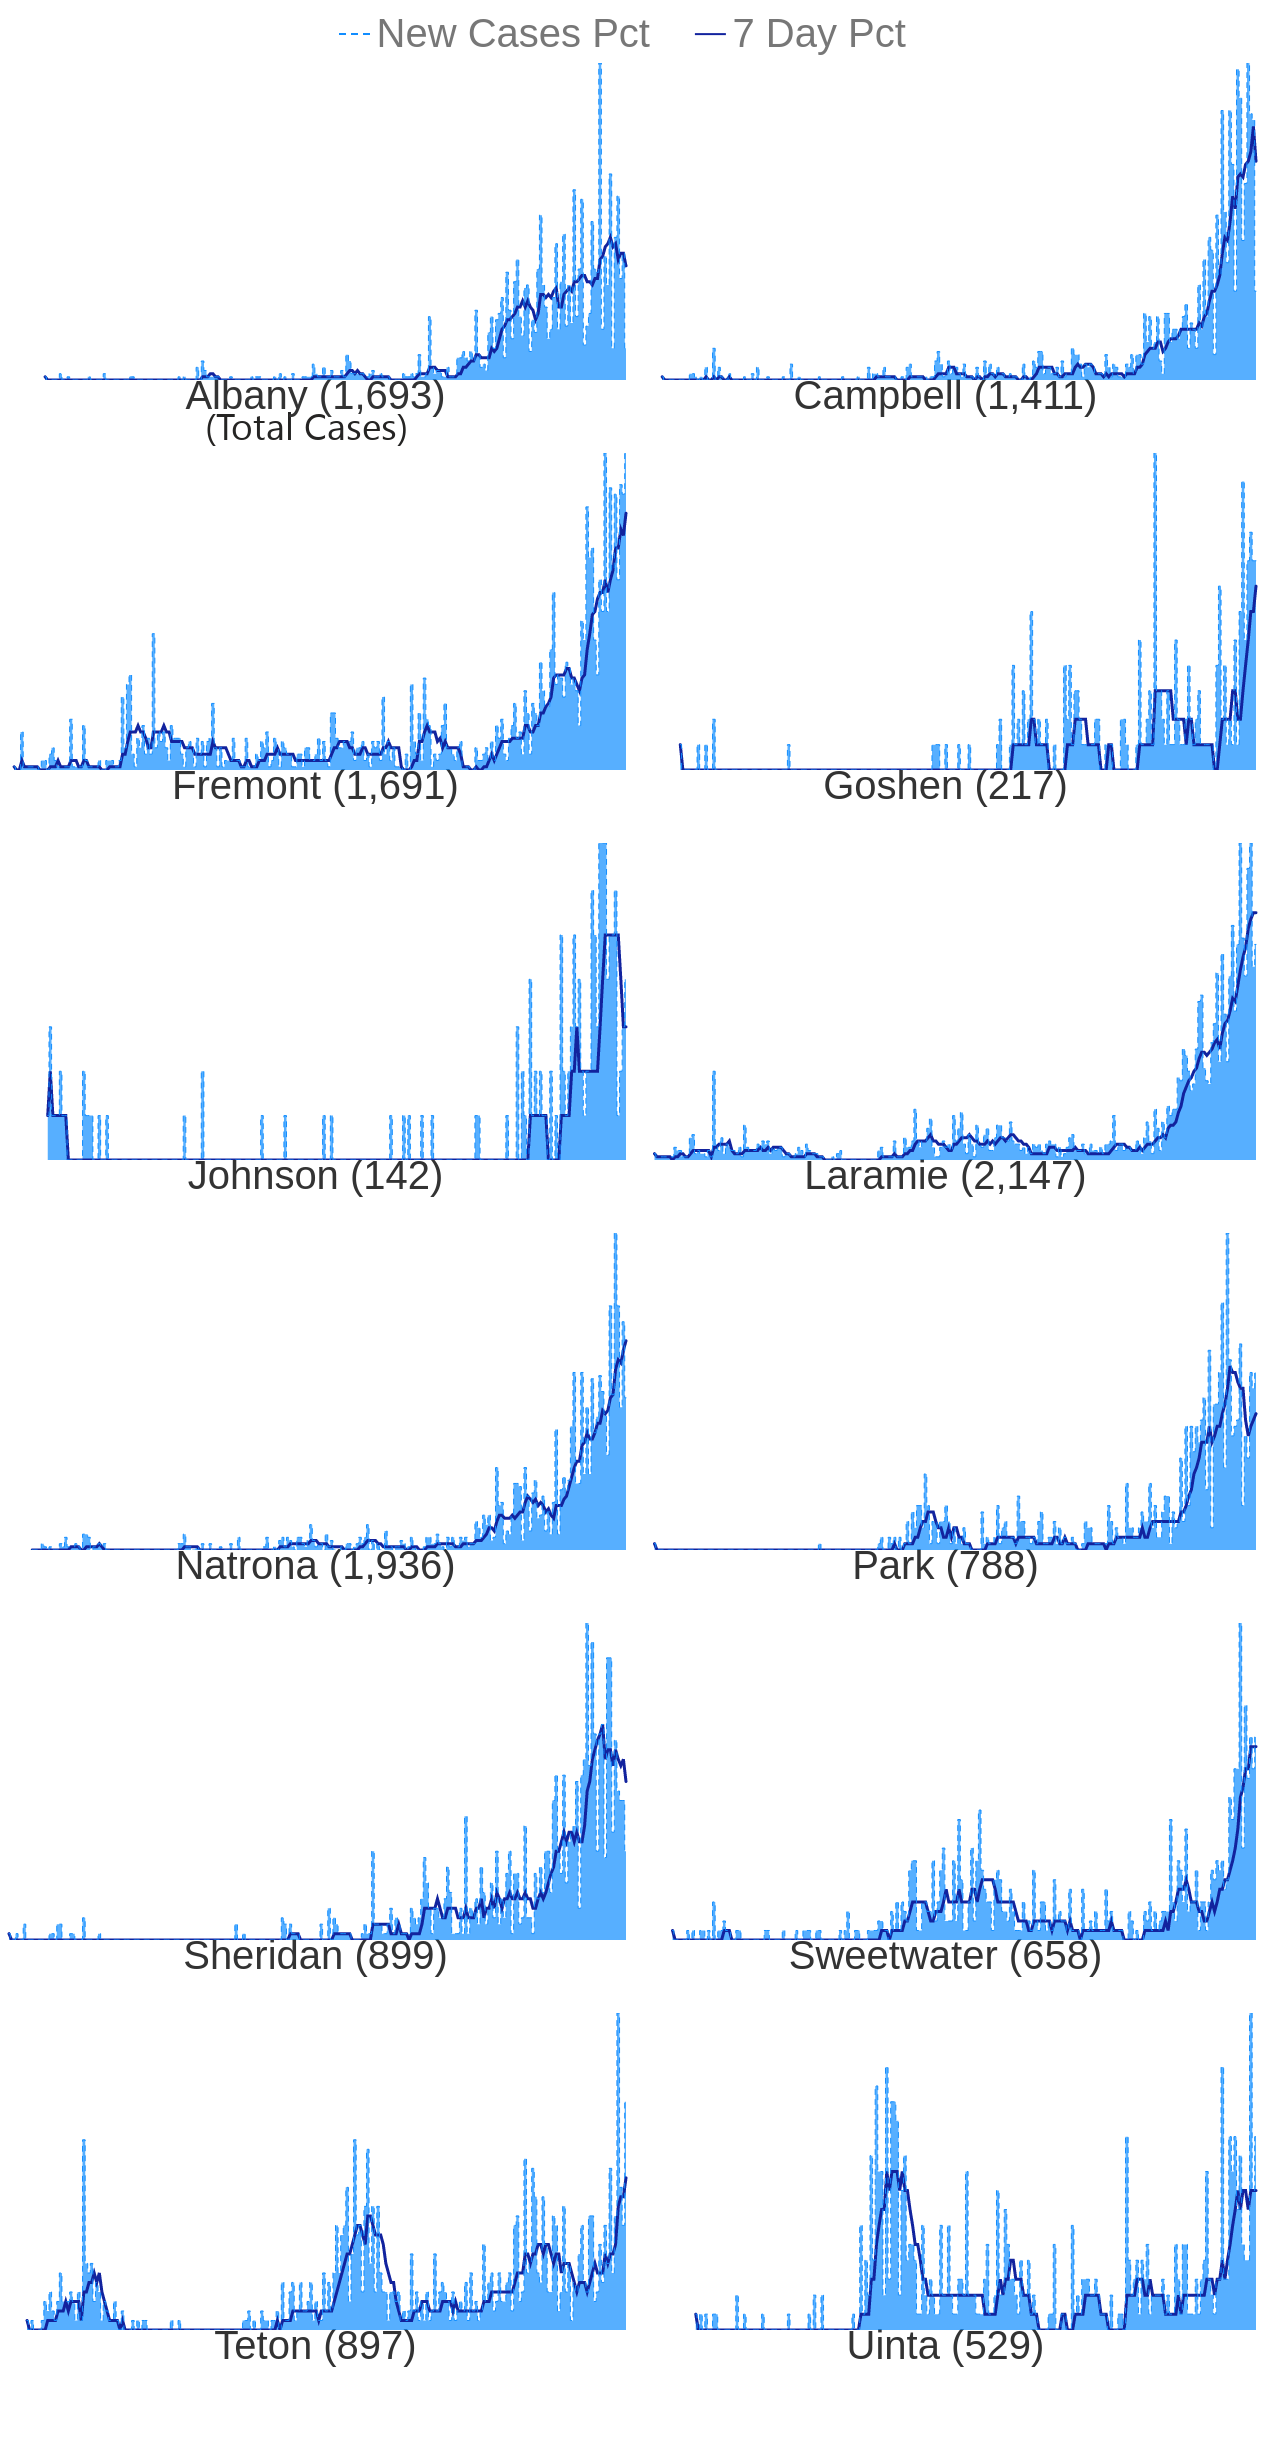 New Cases Pct 7 Day Pct
Albany (1,693) Campbell (1,411)
(Total Cases)
Fremont (1,691) Goshen (217)
Johnson (142) Laramie (2,147)
Natrona (1,936) Park (788)
Sheridan (899) Sweetwater (658)
Teton (897) Uinta (529)